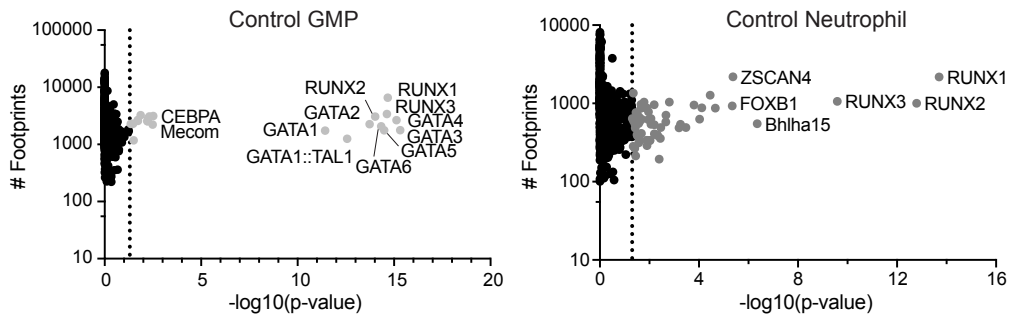 Control GMP
# Footprints
100000
10000
1000
100
10
0
5
10
15
20
-log10(p-value)
CEBPA
Mecom
RUNX2
RUNX1
RUNX3
GATA2
GATA4
GATA1
GATA3
GATA5
GATA1::TAL1
GATA6
Control Neutrophil
# Footprints
10000
1000
100
10
0
4
8
12
16
-log10(p-value)
ZSCAN4
RUNX1
FOXB1
RUNX3
RUNX2
Bhlha15